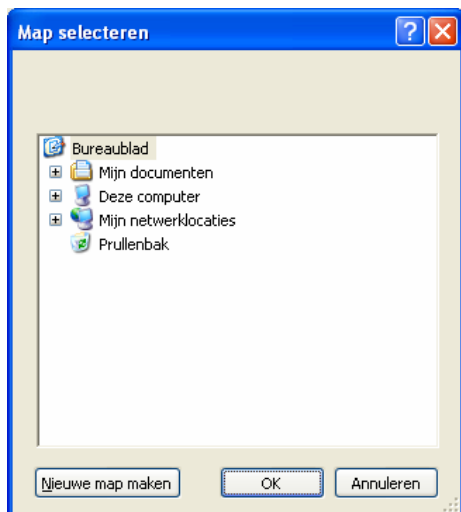 Map selecteren
Bureaublad
Mijn documenten
Deze computer
Mijn netwerklocaties
Prullenbak
Nieuwe map maken OK Annuleren